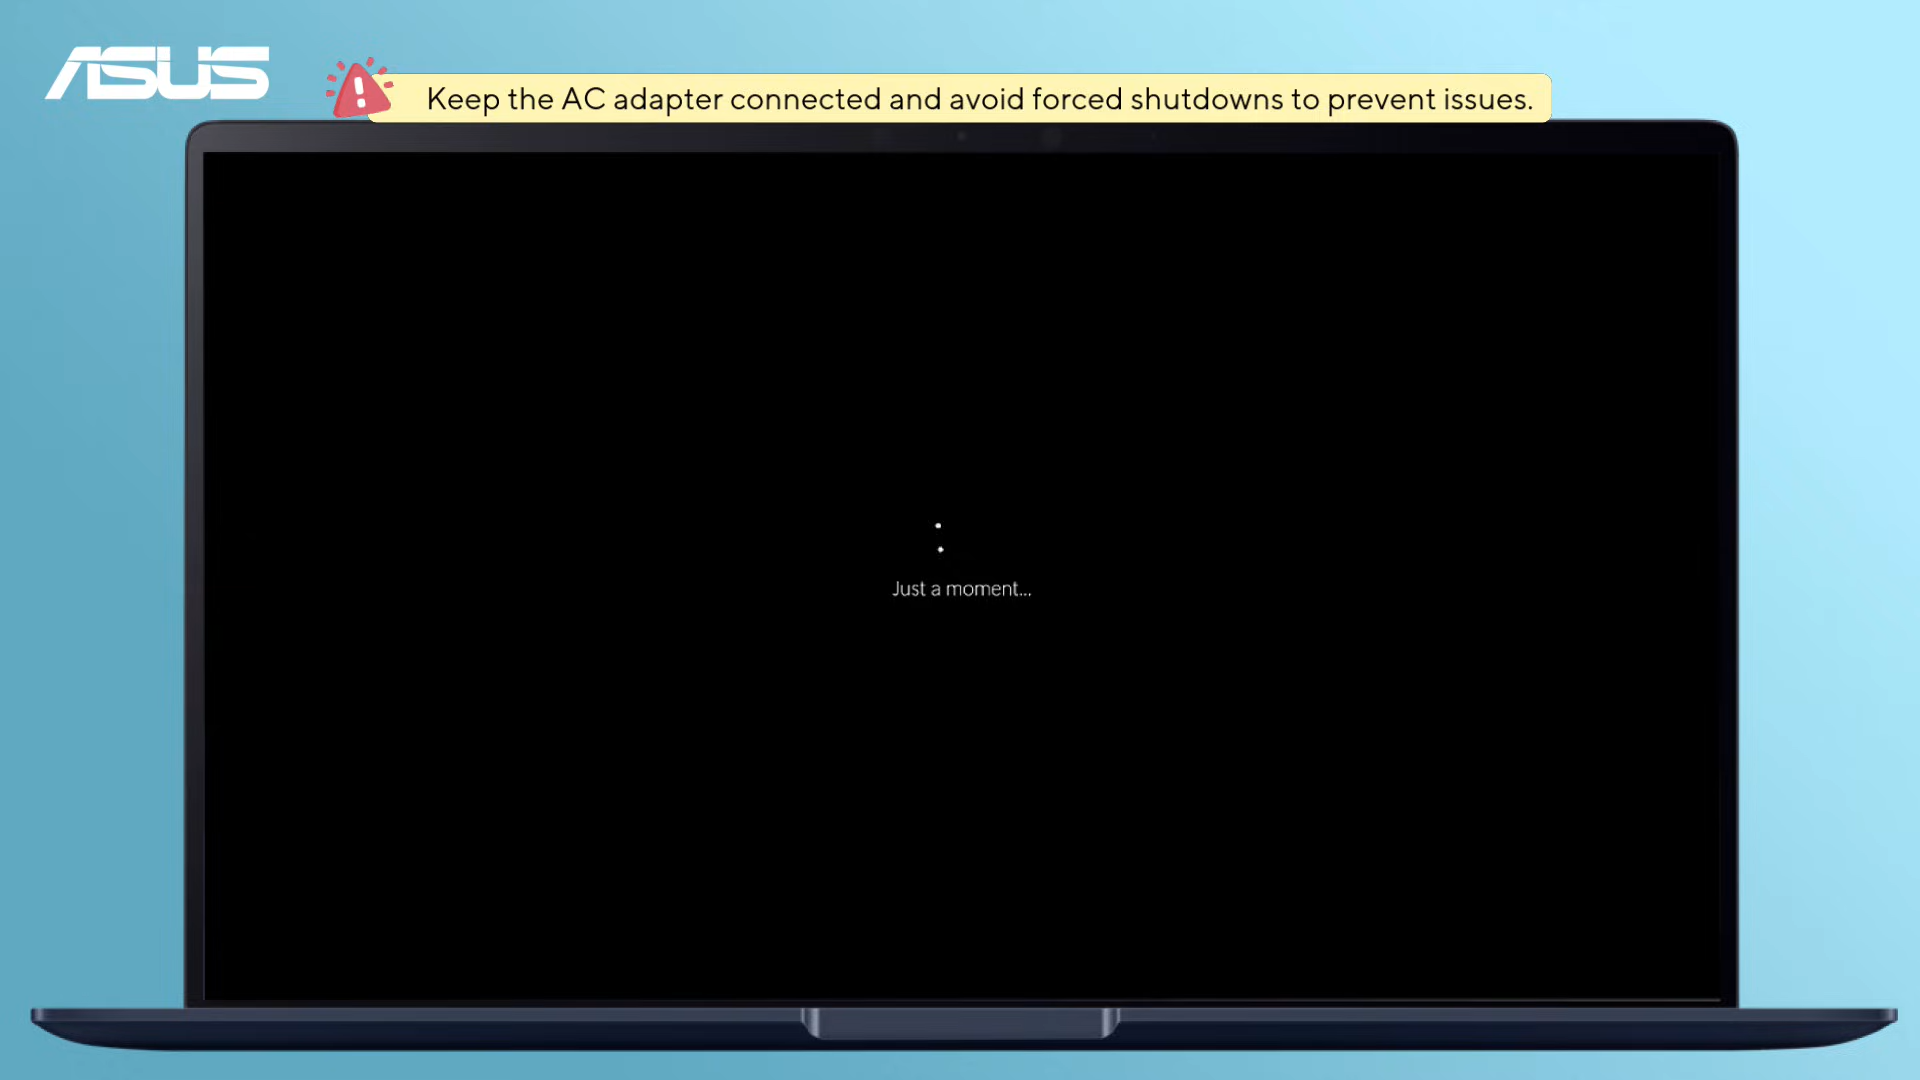 ASUS
Keep the AC adapter connected and avoid forced shutdowns to prevent issues.
Just a moment...